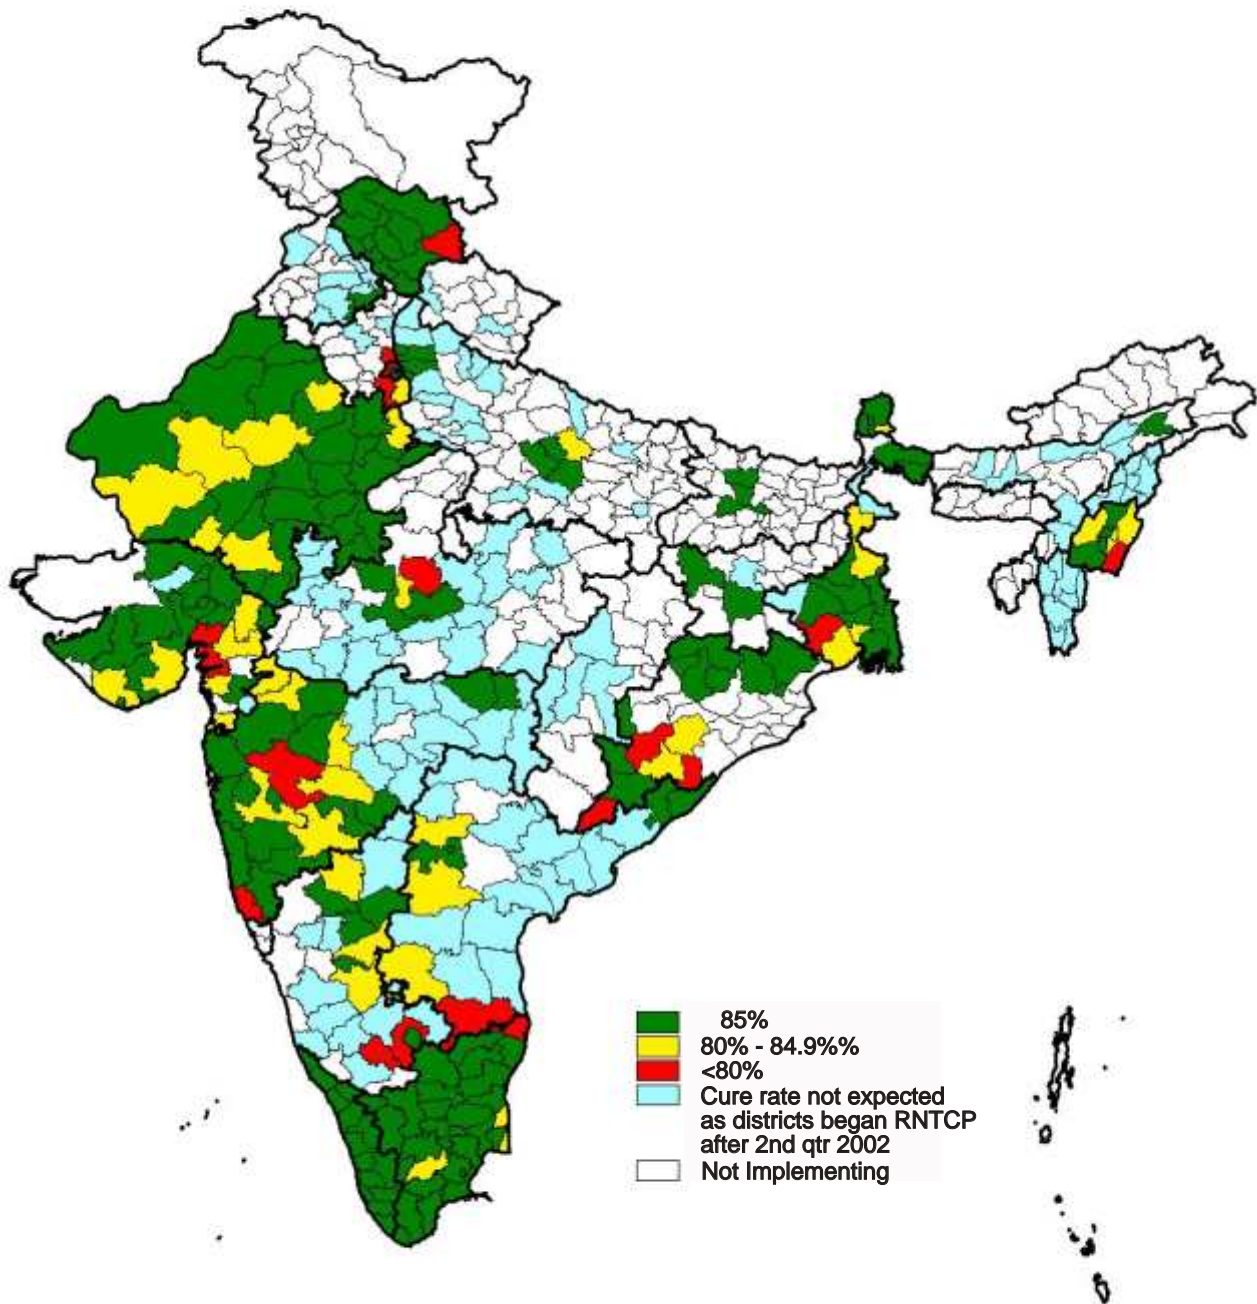 85%
80% - 84.9%%
<80%
Cure rate not expected
as districts began RNTCP
after 2nd qtr 2002
Not Implementing